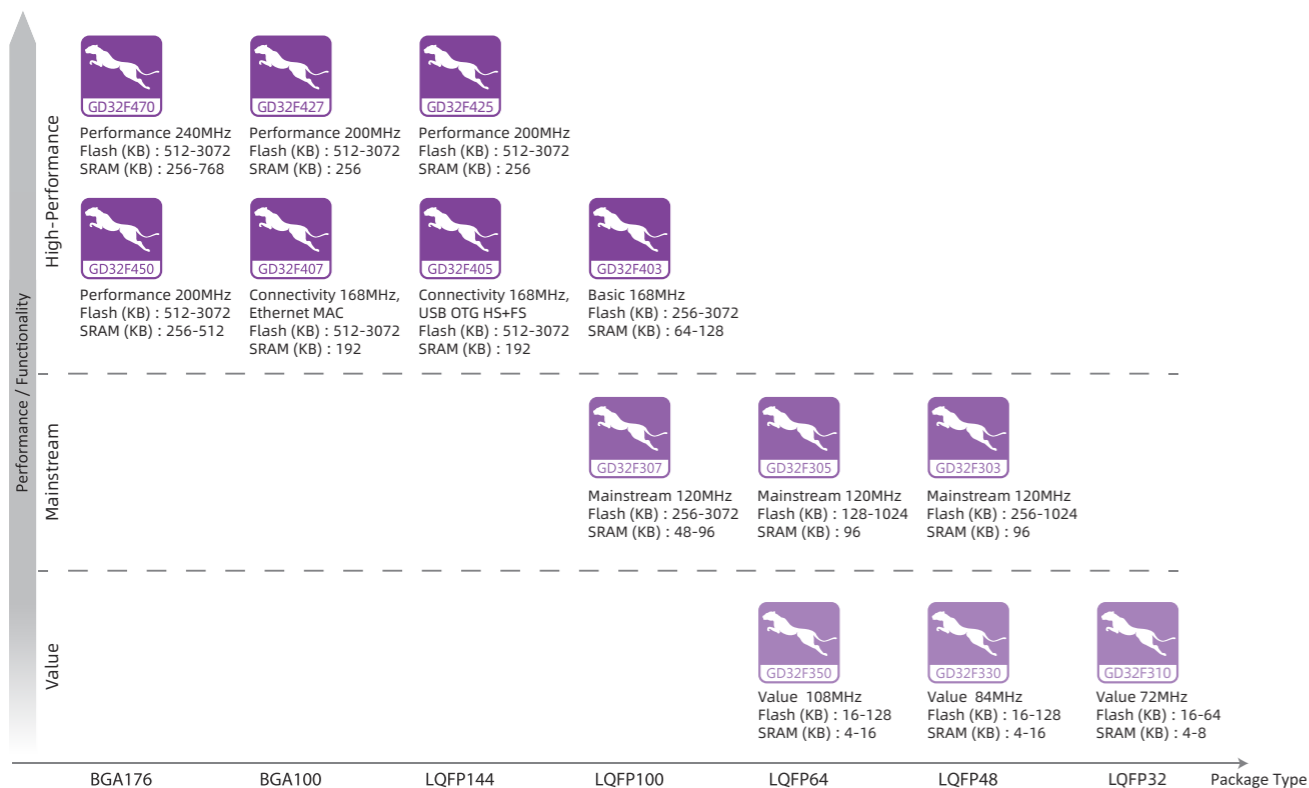 Performance / Functionality
High-Performance
GD32F470
Performance 240MHz
Flash (KB) : 512-3072
SRAM (KB) : 256-768
GD32F427
Performance 200MHz
Flash (KB) : 512-3072
SRAM (KB) : 256
GD32F425
Performance 200MHz
Flash (KB) : 512-3072
SRAM (KB) : 256
GD32F450
Performance 200MHz
Flash (KB) : 512-3072
SRAM (KB) : 256-512
GD32F407
Connectivity 168MHz,
Ethernet MAC
Flash (KB) : 512-3072
SRAM (KB) : 192
GD32F405
Connectivity 168MHz,
USB OTG HS+FS
Flash (KB) : 512-3072
SRAM (KB) : 192
GD32F403
Basic 168MHz
Flash (KB) : 256-3072
SRAM (KB) : 64-128
Mainstream
GD32F307
Mainstream 120MHz
Flash (KB) : 256-3072
SRAM (KB) : 48-96
GD32F305
Mainstream 120MHz
Flash (KB) : 128-1024
SRAM (KB) : 96
GD32F303
Mainstream 120MHz
Flash (KB) : 256-1024
SRAM (KB) : 96
Value
GD32F350
Value 108MHz
Flash (KB) : 16-128
SRAM (KB) : 4-16
GD32F330
Value 84MHz
Flash (KB) : 16-128
SRAM (KB) : 4-16
GD32F310
Value 72MHz
Flash (KB) : 16-64
SRAM (KB) : 4-8
BGA176
BGA100
LQFP144
LQFP100
LQFP64
LQFP48
LQFP32
Package Type